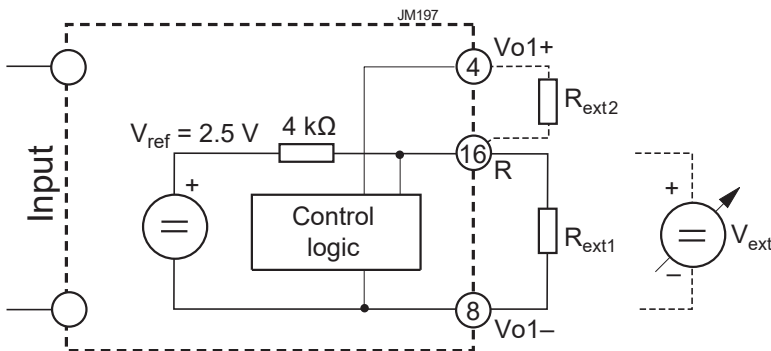 JM197
Vo1+
4
Rext2
Vref = 2.5 V
4 kΩ
16
R
+
+
Input
Control
logic
Rext1
Vext
–
8
Vo1–